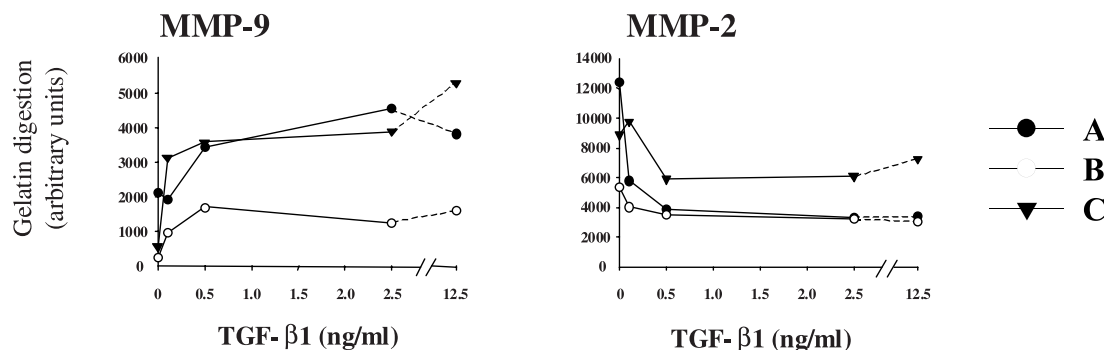 MMP-9
MMP-2
Gelatin digestion
(arbitrary units)
6000
5000
4000
3000
2000
1000
0
0 0.5 1.0 1.5 2.0 2.5 12.5
TGF- β1 (ng/ml)
14000
12000
10000
8000
6000
4000
2000
0
0 0.5 1.0 1.5 2.0 2.5 12.5
TGF- β1 (ng/ml)
A
B
C